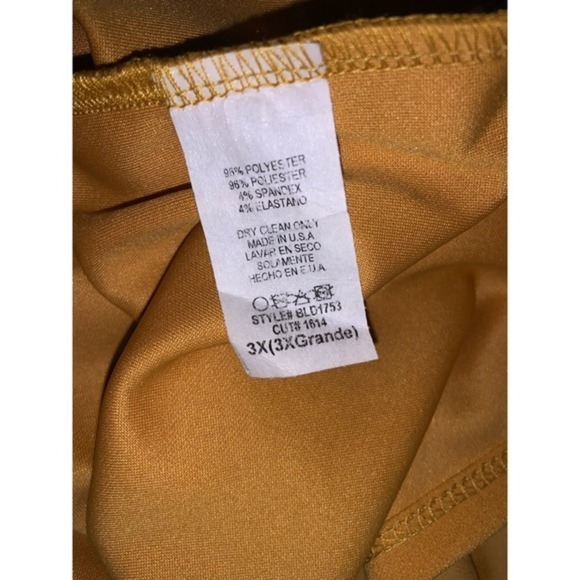 96% POLYESTER
96% POLIESTER
4% SPANDEX
4% ELASTANO
DRY CLEAN ONLY
MADE IN U.S.A
LAVAR EN SECO
SOLAMENTE
HECHO EN E.U.A.
STYLE# BLD1753
CUT# 1614
3X(3XGrande)